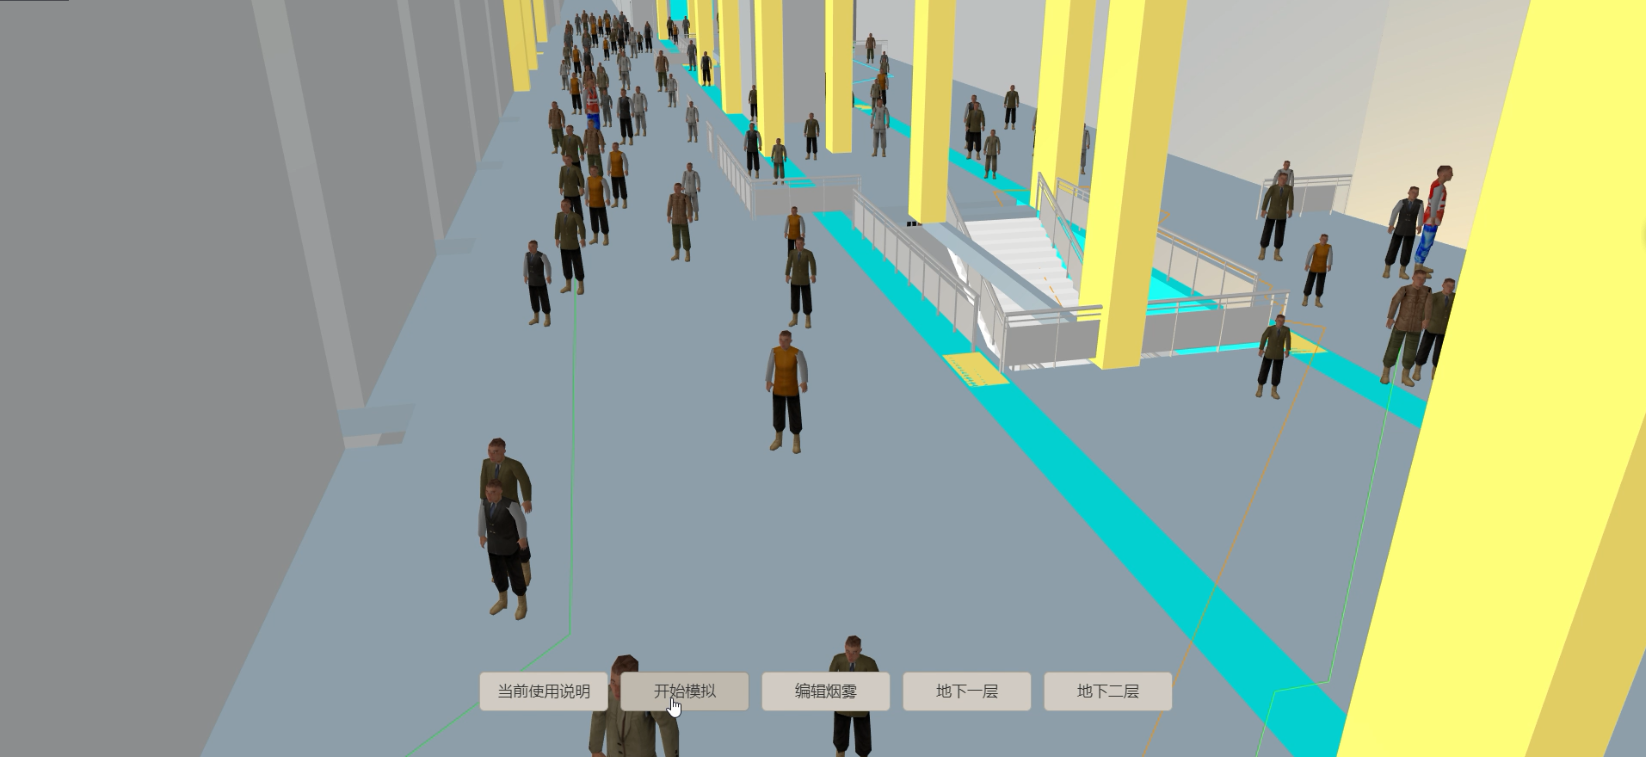 当前使用说明
开始模拟
编辑烟雾
地下一层
地下二层